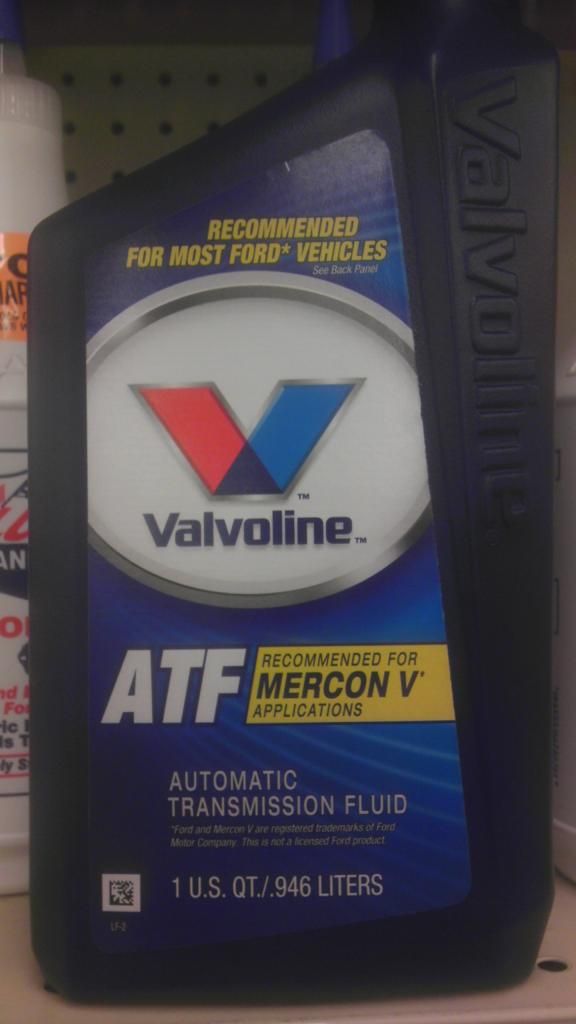 RECOMMENDED
FOR MOST FORD* VEHICLES
See Back Panel
Valvoline
TM
Valvoline TM
ATF
RECOMMENDED FOR
MERCON V*
APPLICATIONS
AUTOMATIC
TRANSMISSION FLUID
*Ford and Mercon V are registered trademarks of Ford
Motor Company. This is not a licensed Ford product.
1 U.S. QT./.946 LITERS
LF-2